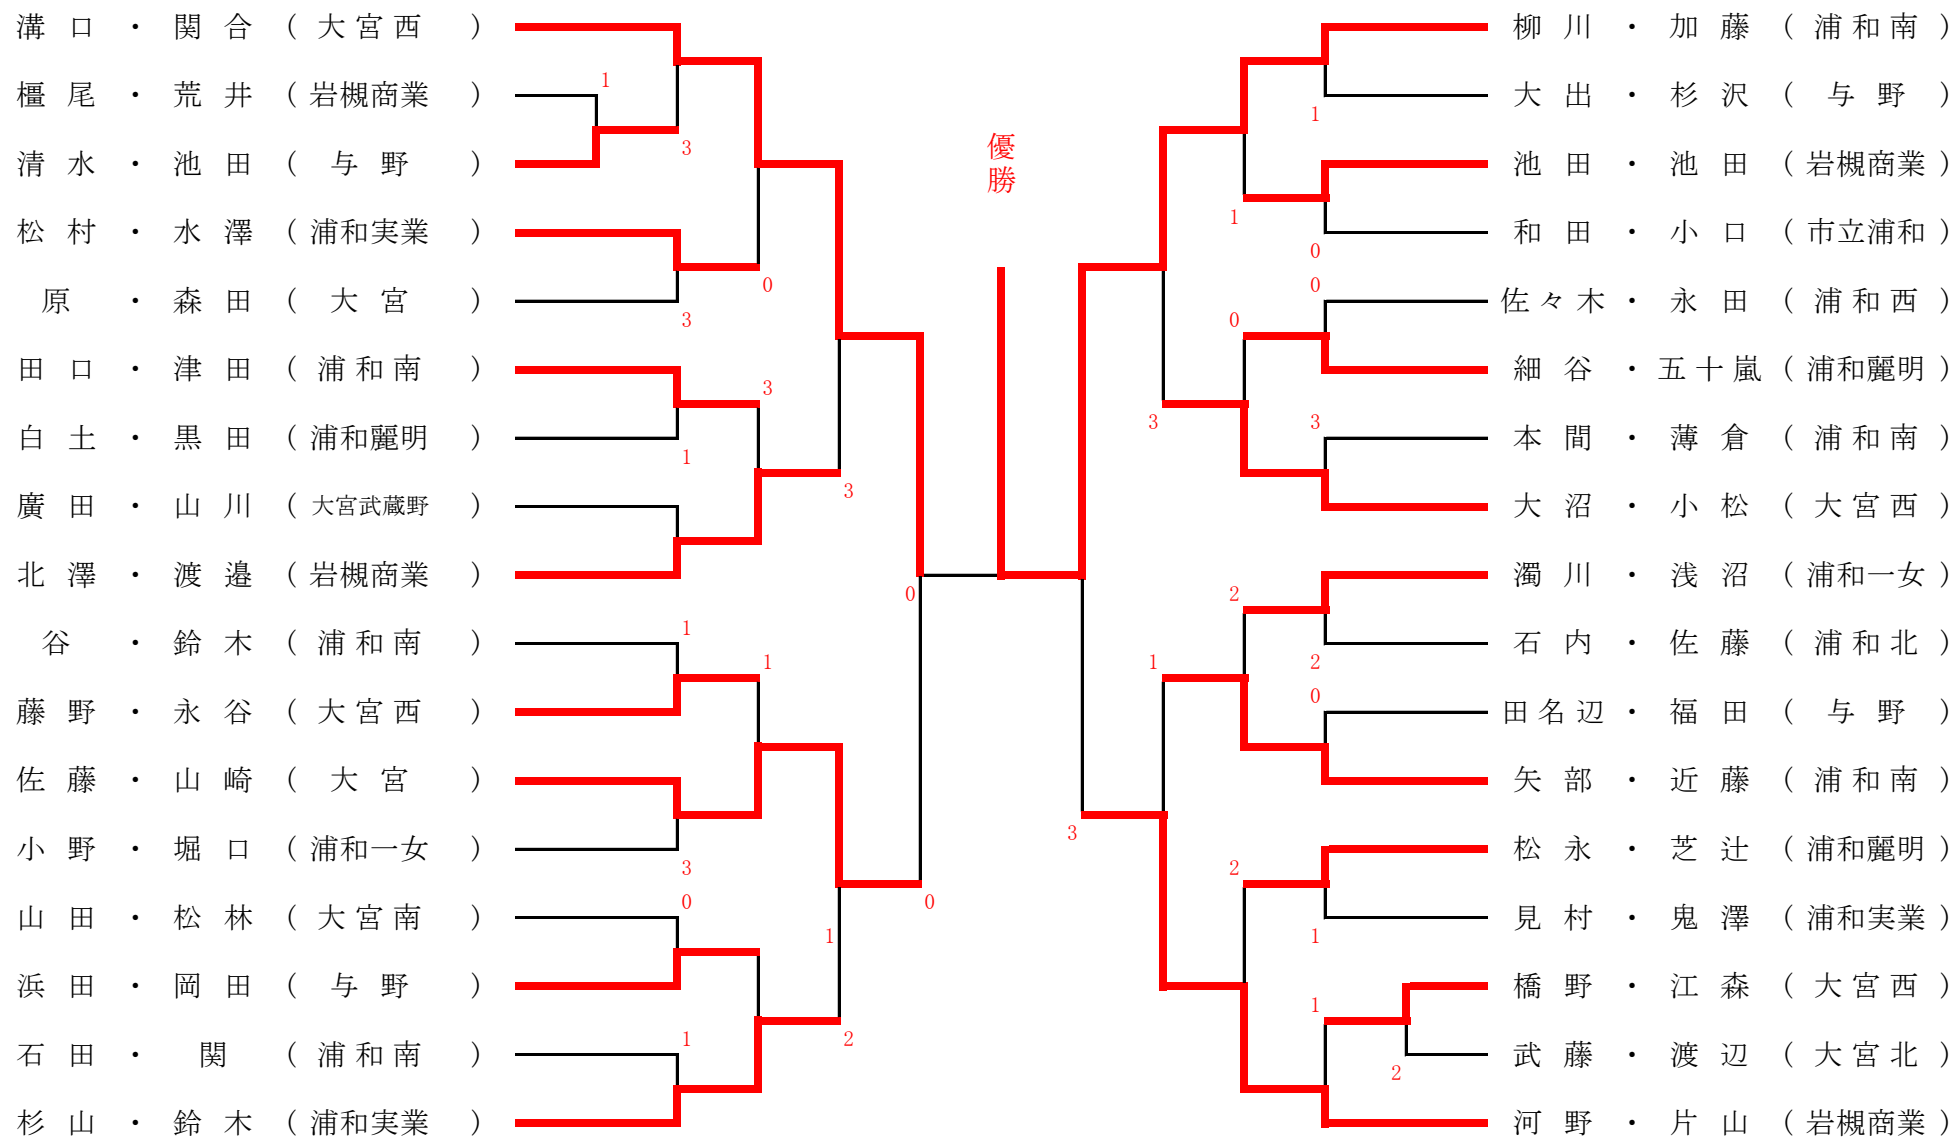 溝口・関合（大宮西）
橿尾・荒井（岩槻商業）
清水・池田（与野）
松村・水澤（浦和実業）
原・森田（大宮）
田口・津田（浦和南）
白土・黒田（浦和麗明）
廣田・山川（大宮武蔵野）
北澤・渡邉（岩槻商業）
谷・鈴木（浦和南）
藤野・永谷（大宮西）
佐藤・山崎（大宮）
小野・堀口（浦和一女）
山田・松林（大宮南）
浜田・岡田（与野）
石田・関（浦和南）
杉山・鈴木（浦和実業）
1
3
0
3
3
1
3
1
1
3
0
1
1
2
0
0
優勝
柳川・加藤（浦和南）
大出・杉沢（与野）
池田・池田（岩槻商業）
和田・小口（市立浦和）
佐々木・永田（浦和西）
細谷・五十嵐（浦和麗明）
本間・薄倉（浦和南）
大沼・小松（大宮西）
濁川・浅沼（浦和一女）
石内・佐藤（浦和北）
田名辺・福田（与野）
矢部・近藤（浦和南）
松永・芝辻（浦和麗明）
見村・鬼澤（浦和実業）
橋野・江森（大宮西）
武藤・渡辺（大宮北）
河野・片山（岩槻商業）
1
1
0
0
0
3
3
2
2
0
1
3
2
1
1
2